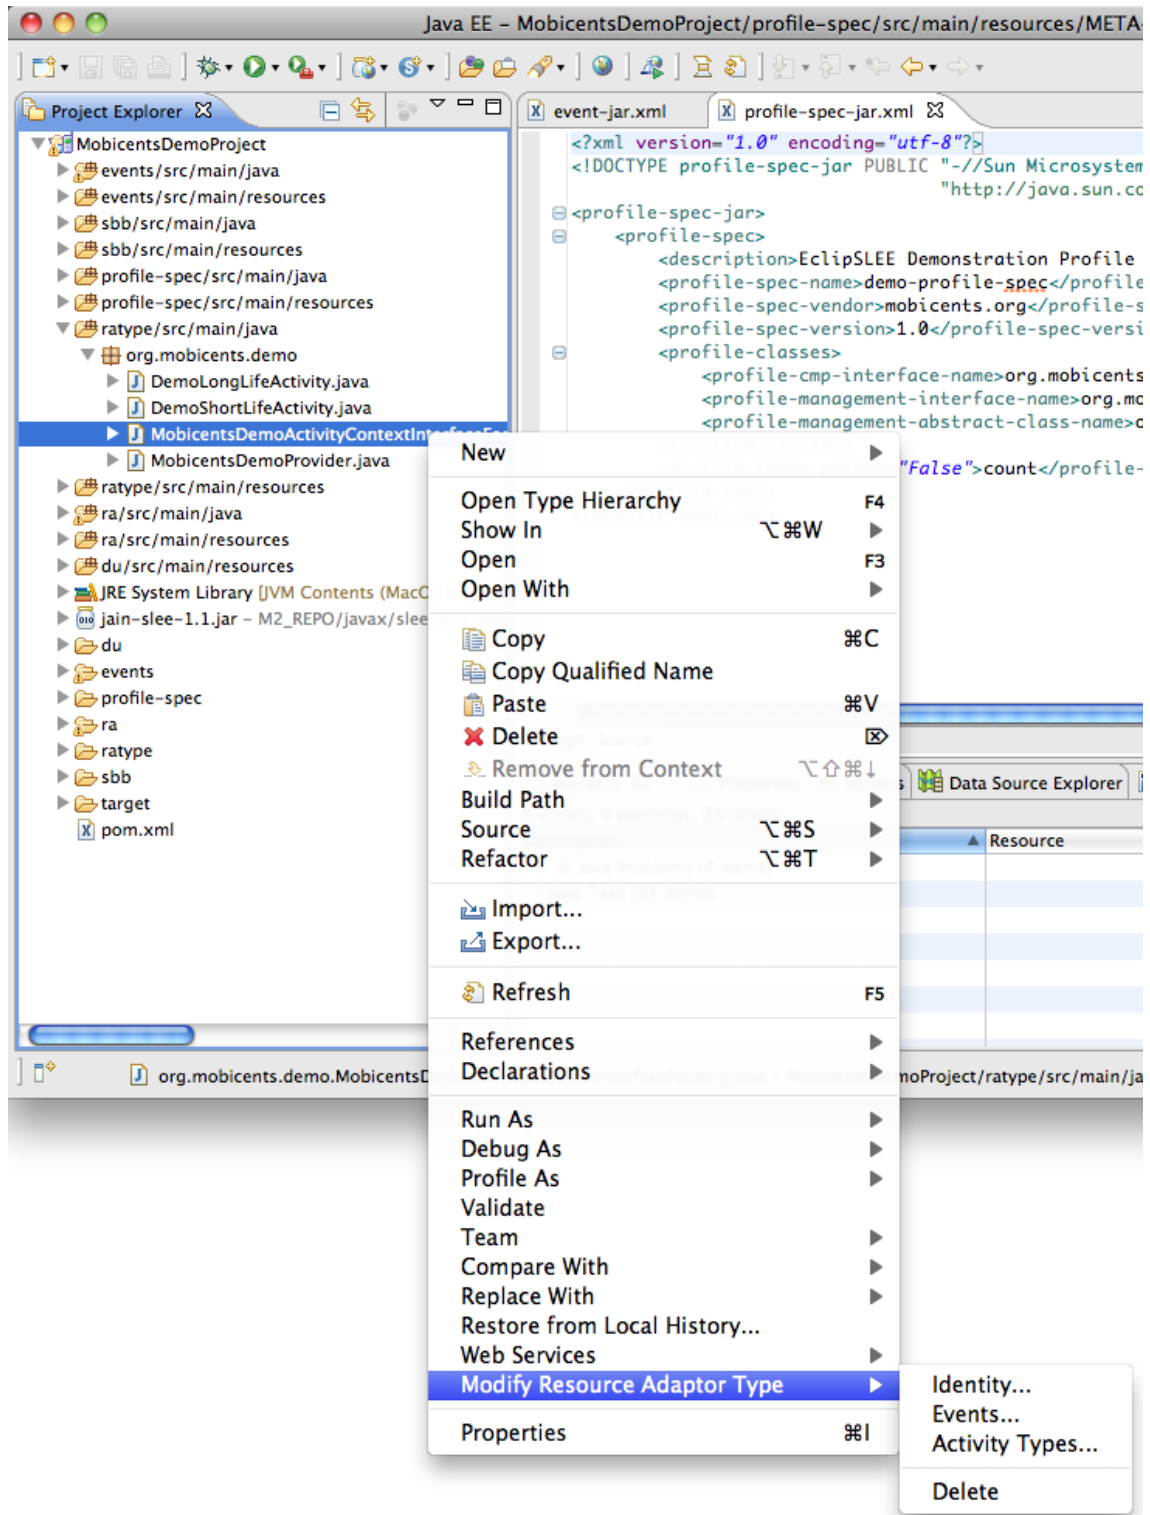 Java EE – MobicentsDemoProject/profile-spec/src/main/resources/META-
Project Explorer
event-jar.xml
profile-spec-jar.xml
MobicentsDemoProject
events/src/main/java
events/src/main/resources
sbb/src/main/java
sbb/src/main/resources
profile-spec/src/main/java
profile-spec/src/main/resources
ratype/src/main/java
org.mobicents.demo
DemoLongLifeActivity.java
DemoShortLifeActivity.java
MobicentsDemoActivityContextInterfaceFac
MobicentsDemoProvider.java
ratype/src/main/resources
ra/src/main/java
ra/src/main/resources
du/src/main/resources
JRE System Library [JVM Contents (MacO
jain-slee-1.1.jar – M2_REPO/javax/slee
du
events
profile-spec
ra
ratype
sbb
target
pom.xml
<?xml version="1.0" encoding="utf-8"?>
<!DOCTYPE profile-spec-jar PUBLIC "-//Sun Microsystem
"http://java.sun.co
<profile-spec-jar>
<profile-spec>
<description>EclipSLEE Demonstration Profile
<profile-spec-name>demo-profile-spec</profile
<profile-spec-vendor>mobicents.org</profile-s
<profile-spec-version>1.0</profile-spec-versi
<profile-classes>
<profile-cmp-interface-name>org.mobicents
<profile-management-interface-name>org.mo
<profile-management-abstract-class-name>o
"False">count</profile-
New
Open Type Hierarchy F4
Show In ⌥⌘W
Open F3
Open With
Copy ⌘C
Copy Qualified Name
Paste ⌘V
Delete ⌦
Remove from Context ⌥⇧⌘↓
Build Path
Source ⌥⌘S
Refactor ⌥⌘T
Import...
Export...
Refresh F5
References
Declarations
Run As
Debug As
Profile As
Validate
Team
Compare With
Replace With
Restore from Local History...
Web Services
Modify Resource Adaptor Type
Properties ⌘I
Identity...
Events...
Activity Types...
Delete
s
Data Source Explorer
Resource
org.mobicents.demo.MobicentsD
moProject/ratype/src/main/ja